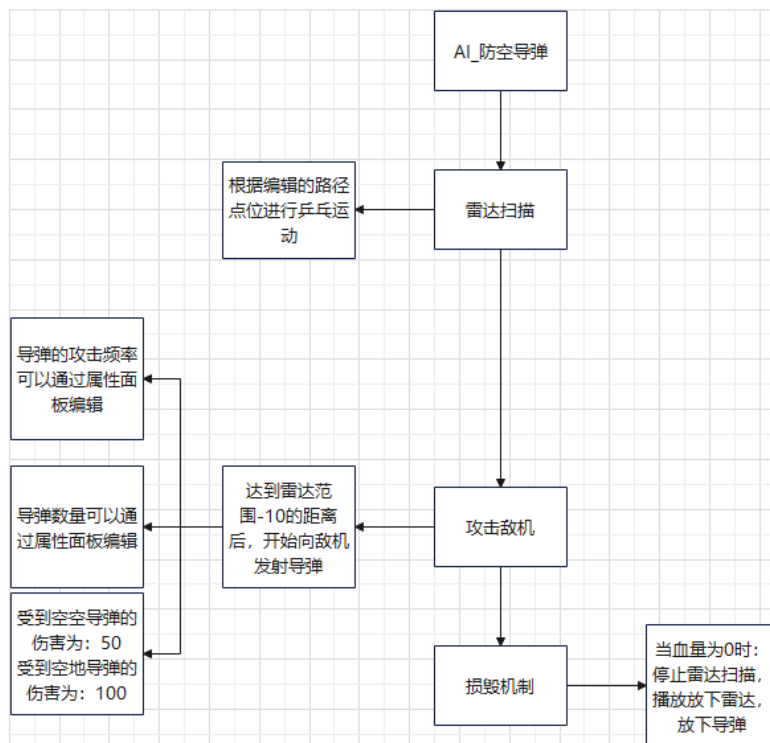 AI_防空导弹
根据编辑的路径
点位进行乒乓运
动
雷达扫描
导弹的攻击频率
可以通过属性面
板编辑
导弹数量可以通
过属性面板编辑
达到雷达范
围-10的距离
后，开始向敌机
发射导弹
攻击敌机
受到空空导弹的
伤害为：50
受到空地导弹的
伤害为：100
损毁机制
当血量为0时：
停止雷达扫描，
播放放下雷达，
放下导弹